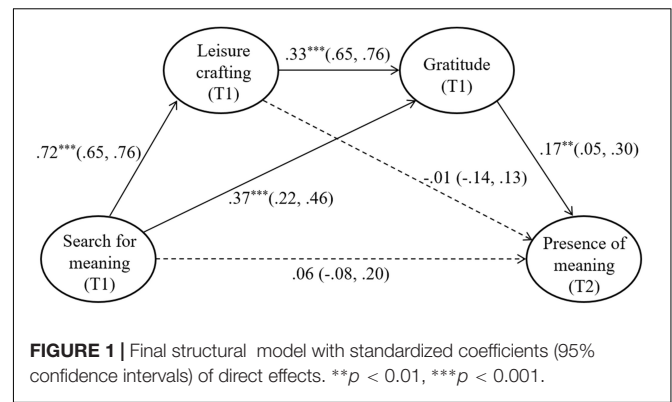 Leisure
crafting
(T1)
.33***(.65, .76)
Gratitude
(T1)
.72***(.65, .76)
.17**(.05, .30)
-.01 (-.14, .13)
.37***(.22, .46)
Search for
meaning
(T1)
Presence of
meaning
(T2)
.06 (-.08, .20)
FIGURE 1 | Final structural model with standardized coefficients (95%
confidence intervals) of direct effects. **p < 0.01, ***p < 0.001.